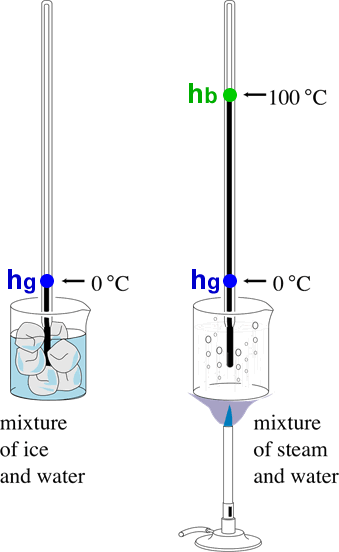 hb
100 °C
hg
0 °C
hg
0 °C
mixture
of ice
and water
mixture
of steam
and water